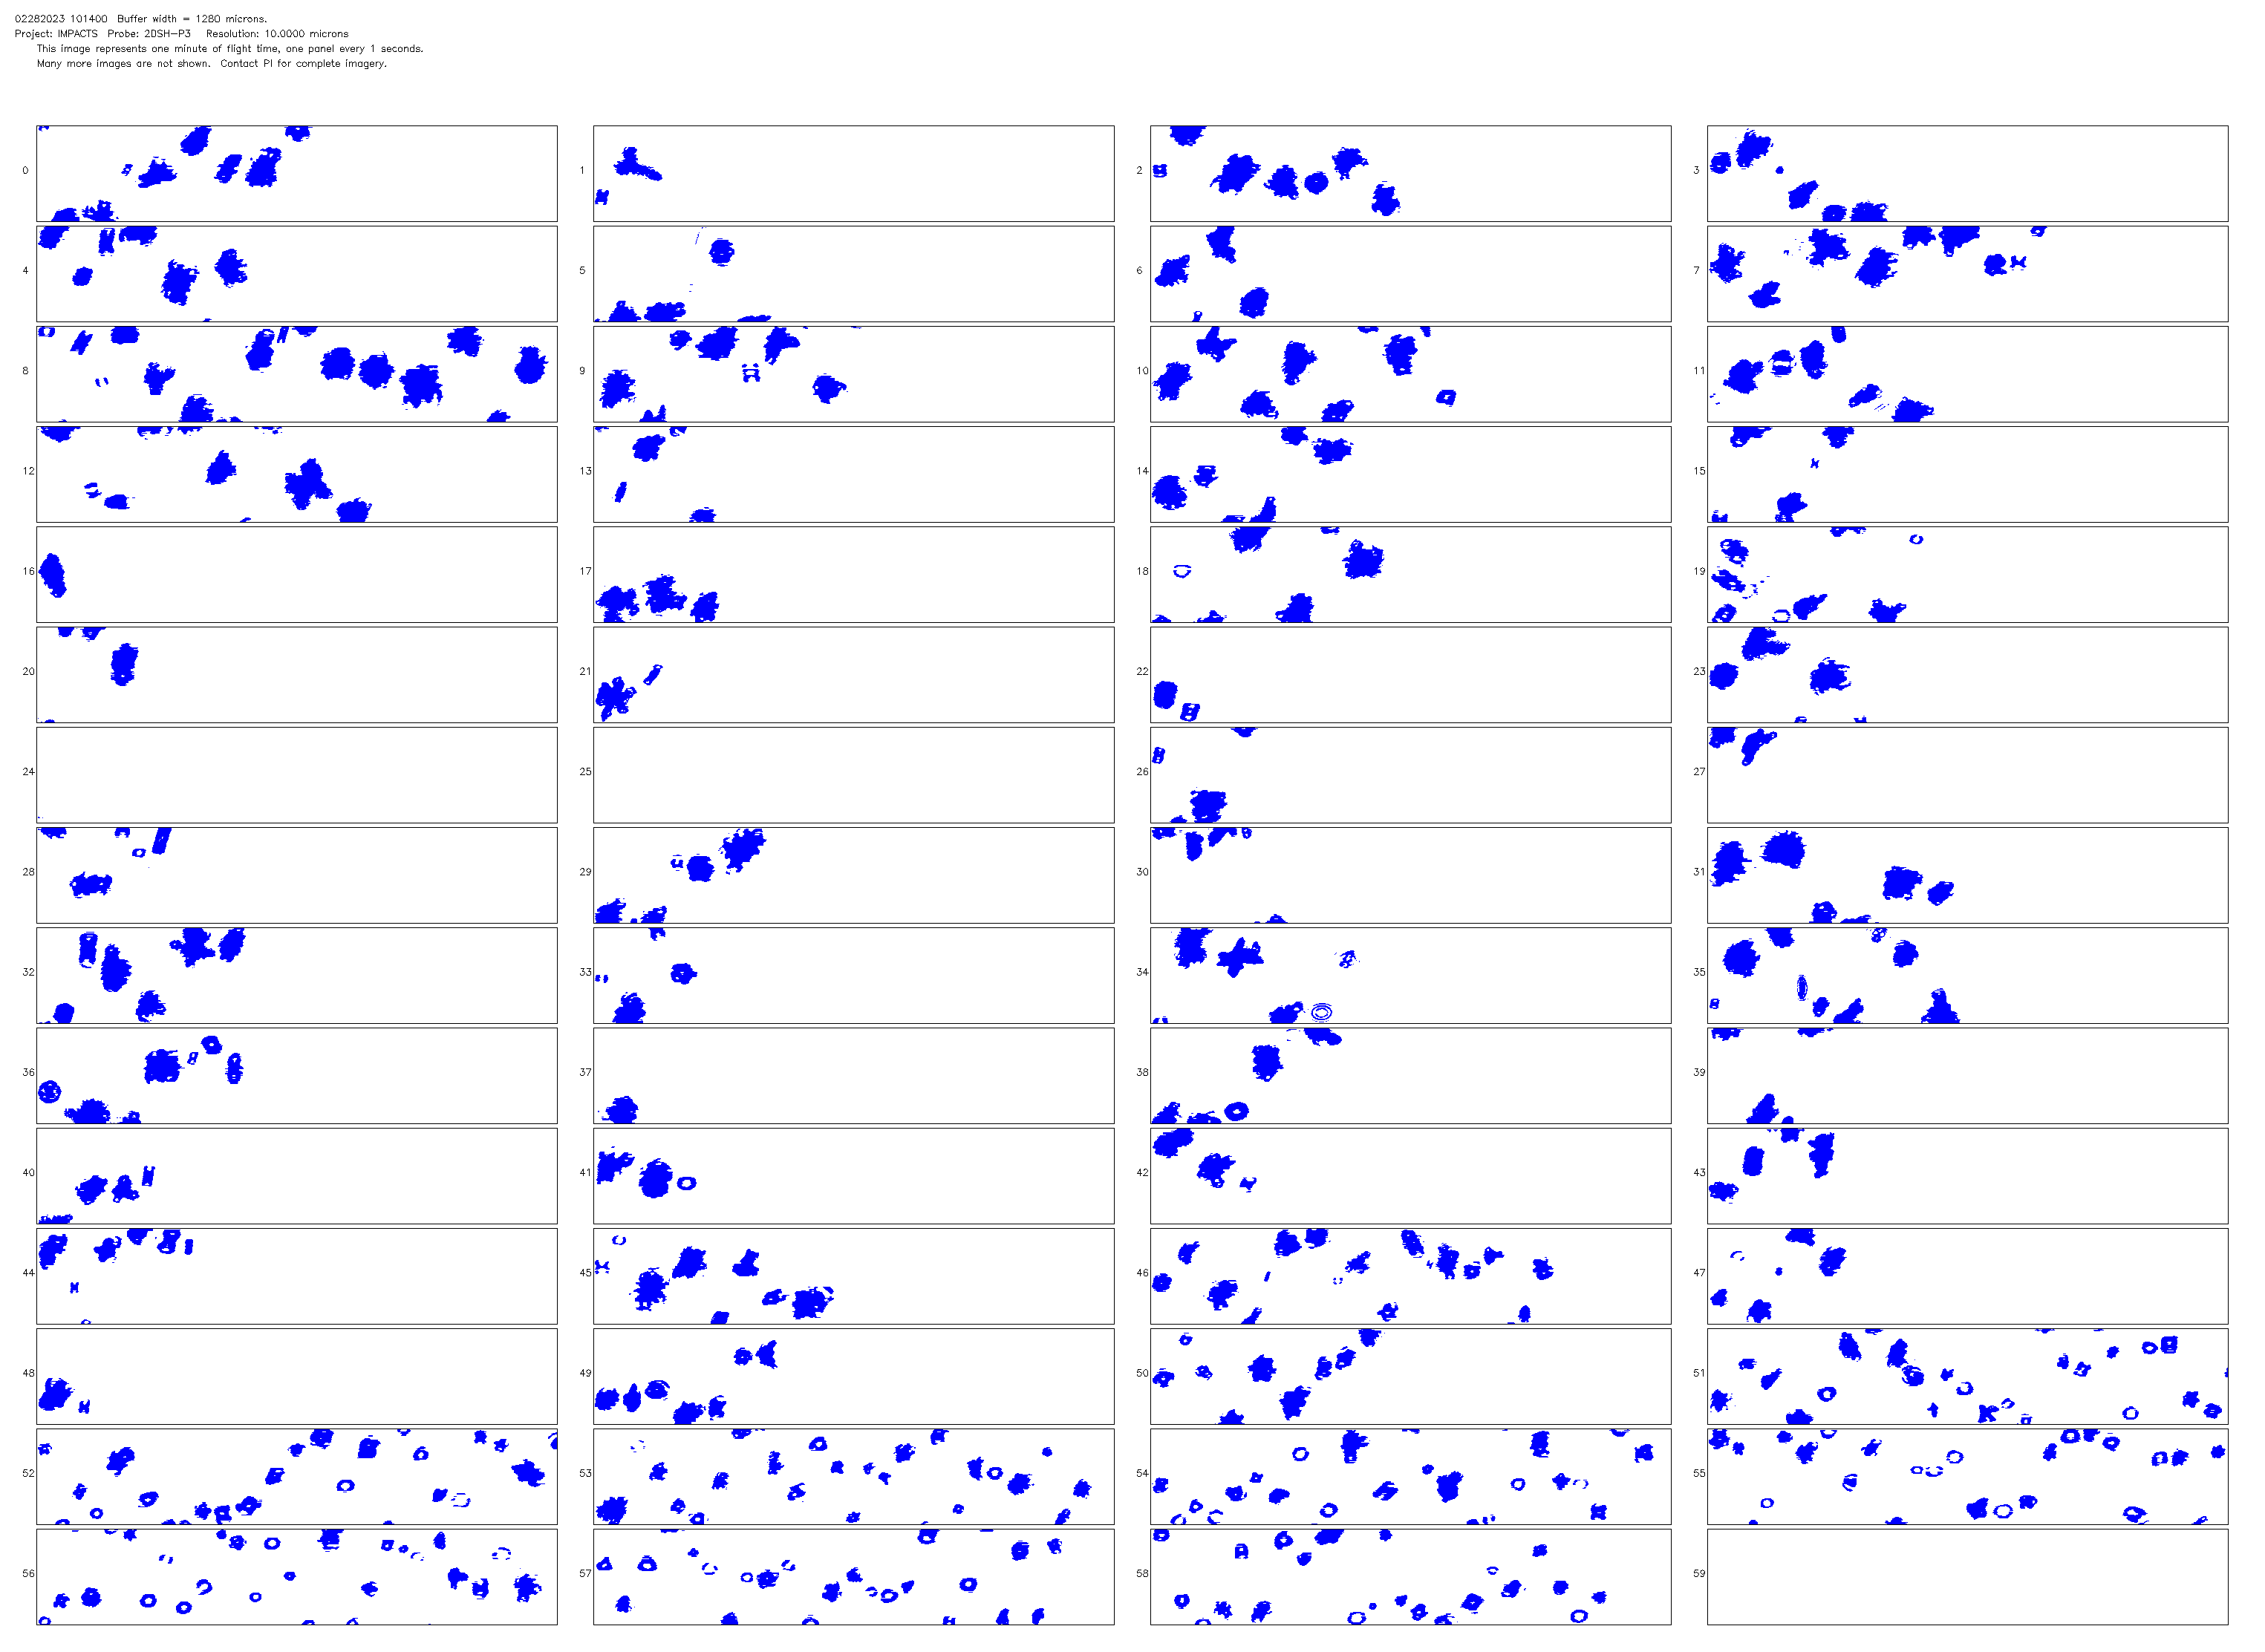 02282023 101400 Buffer width = 1280 microns.
Project: IMPACTS Probe: 2DSH-P3 Resolution: 10.0000 microns
This image represents one minute of flight time, one panel every 1 seconds.
Many more images are not shown. Contact PI for complete imagery.
0 1 2 3
4 5 6 7
8 9 10 11
12 13 14 15
16 17 18 19
20 21 22 23
24 25 26 27
28 29 30 31
32 33 34 35
36 37 38 39
40 41 42 43
44 45 46 47
48 49 50 51
52 53 54 55
56 57 58 59